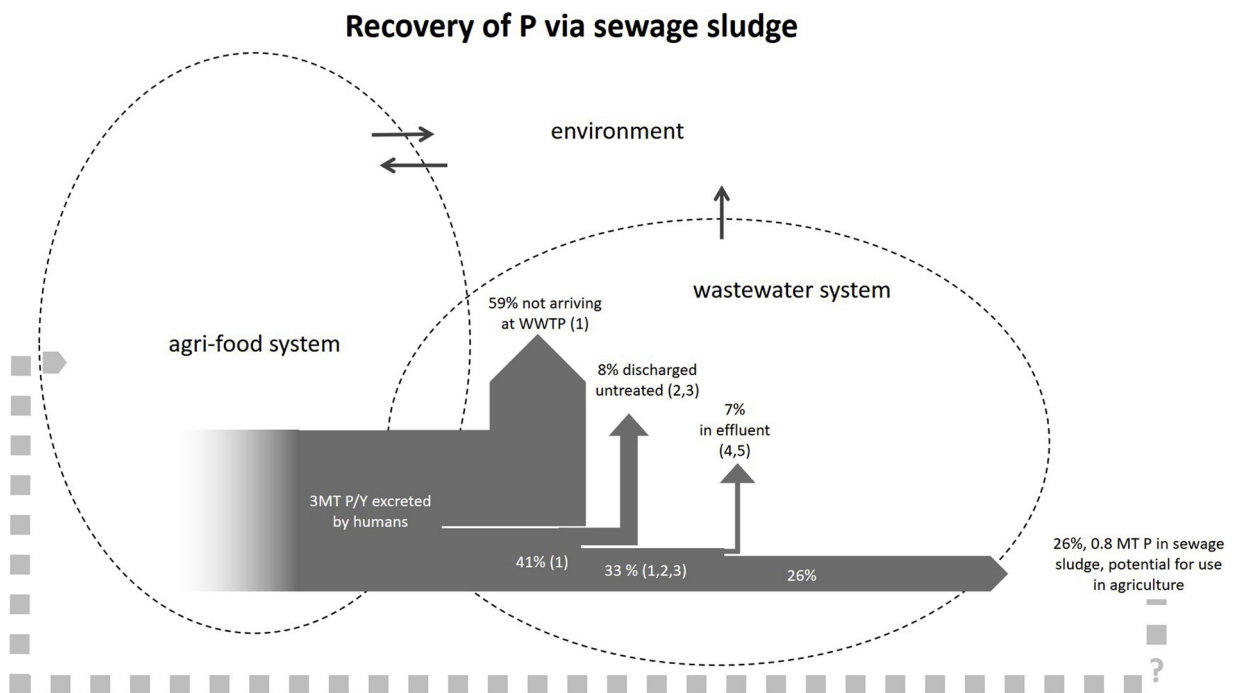 Recovery of P via sewage sludge
environment
wastewater system
59% not arriving
at WWTP (1)
agri-food system
8% discharged
untreated (2,3)
7%
in effluent
(4,5)
3MT P/Y excreted
by humans
41% (1)
33 % (1,2,3)
26%
26%, 0.8 MT P in sewage
sludge, potential for use
in agriculture
?